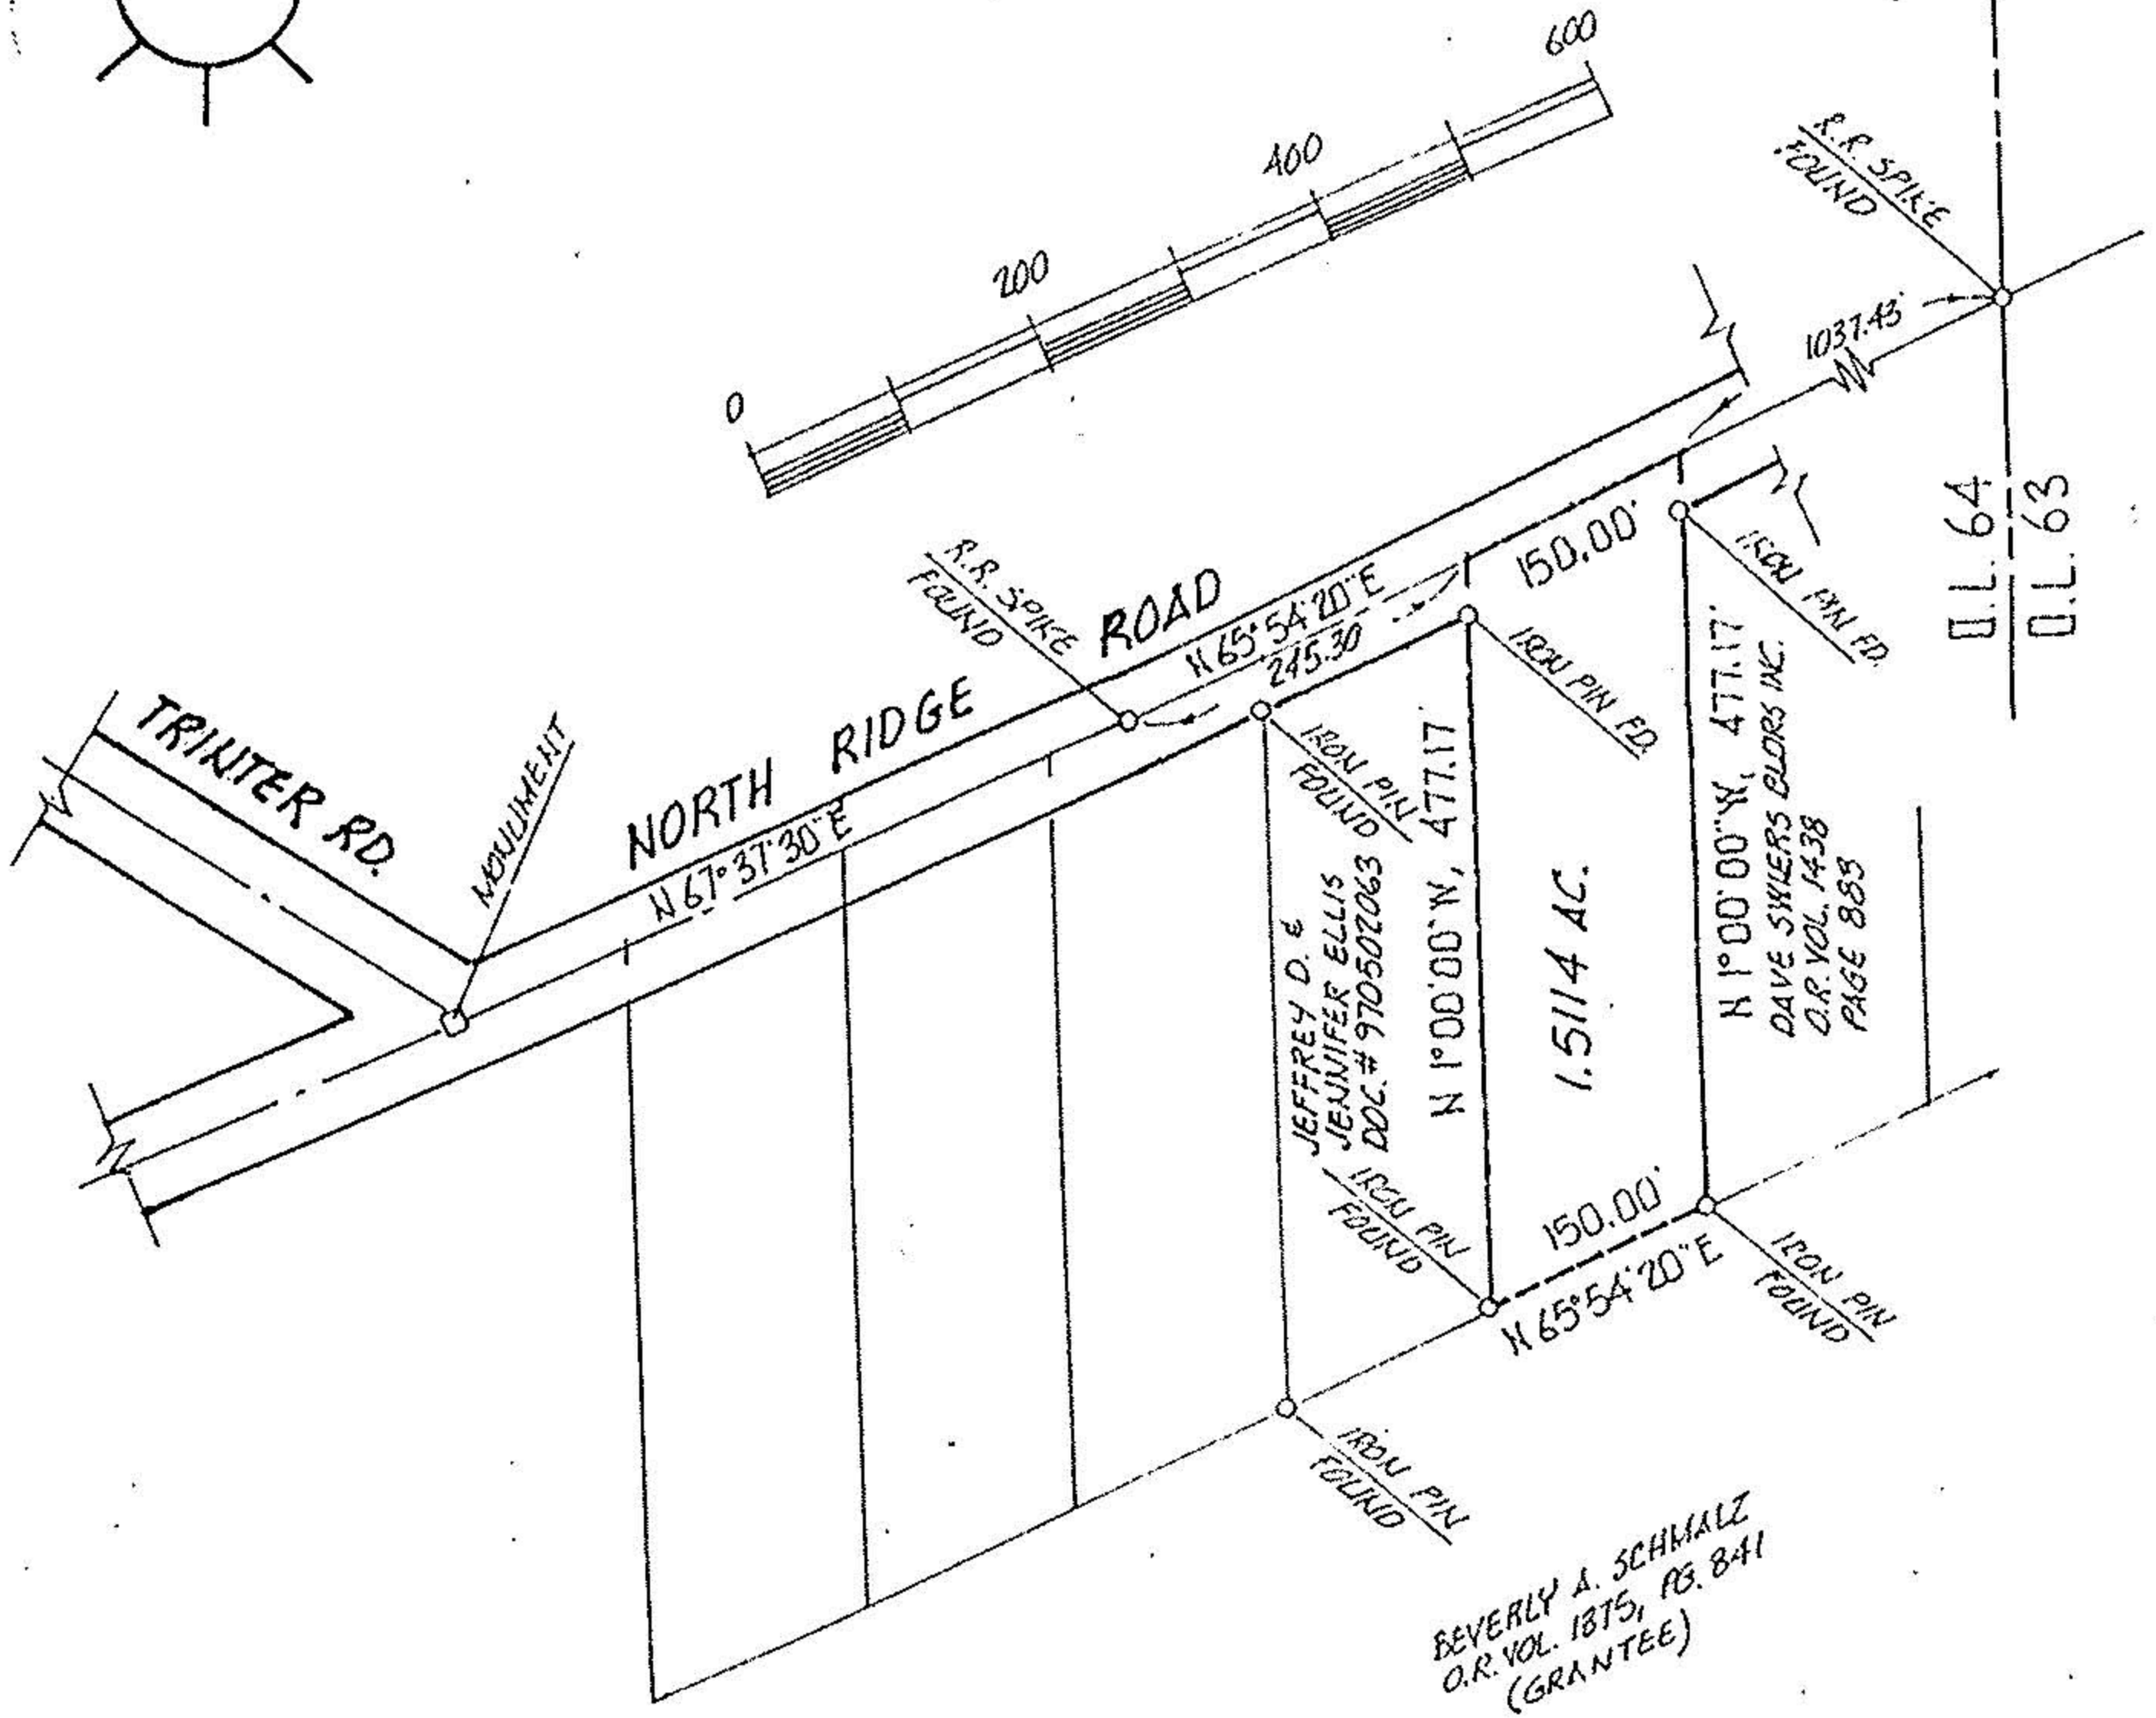 600
400
200
0
R.R. SPIKE
FOUND
1037.43'
O.L. 64
O.L. 63
150.00'
IRON PIN FD.
R.R. SPIKE
FOUND
NORTH RIDGE ROAD
N 65°54'20"E
245.30
IRON PIN FD.
TRINTER RD.
MONUMENT
N 67°37'30"E
IRON PIN
FOUND
JEFFREY D. &
JENNIFER ELLIS
DOC.# 970502063
N 1°00'00"W, 477.17
1.5114 AC.
N 1°00'00"W, 477.17'
DAVE SWIERS BLDRS INC.
O.R. VOL. 1438
PAGE 883
IRON PIN
FOUND
150.00'
N 65°54'20"E
IRON PIN
FOUND
IRON PIN
FOUND
BEVERLY A. SCHMALZ
O.R. VOL. 1375, PG. 841
(GRANTEE)